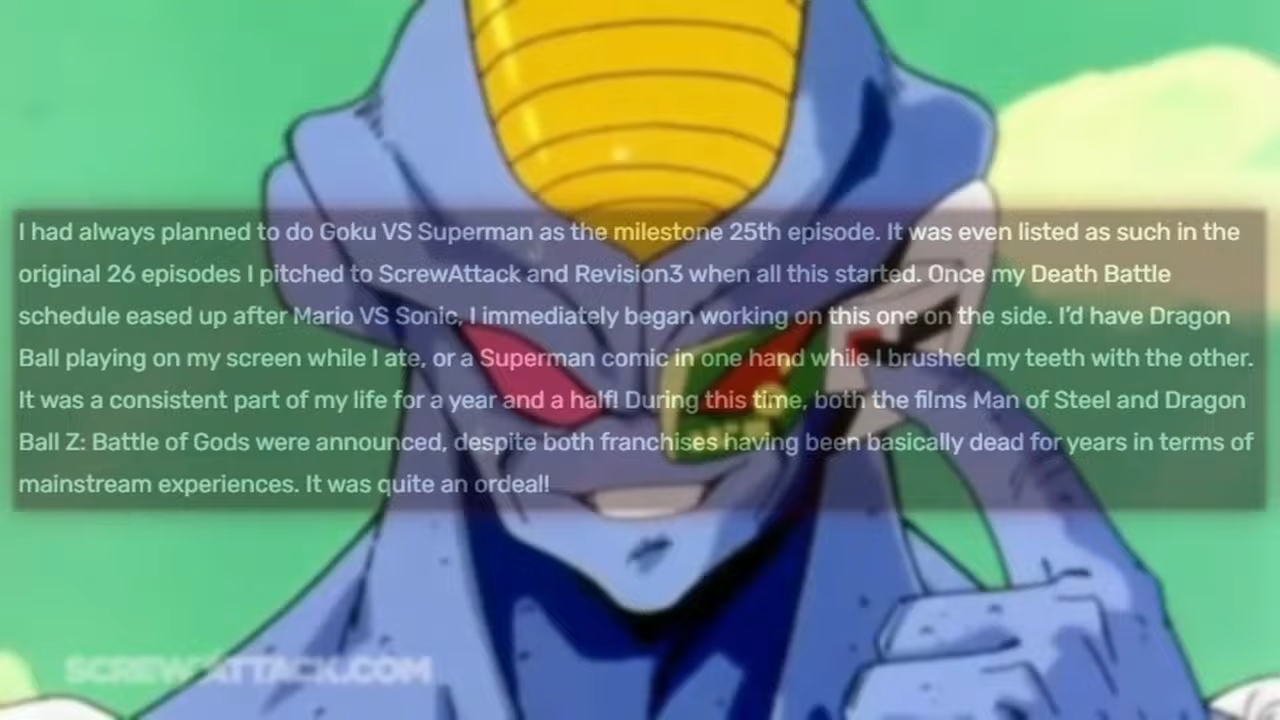 I had always planned to do Goku VS Superman as the milestone 25th episode. It was even listed as such in the
original 26 episodes I pitched to ScrewAttack and Revision3 when all this started. Once my Death Battle
schedule eased up after Mario VS Sonic, I immediately began working on this one on the side. I'd have Dragon
Ball playing on my screen while I ate, or a Superman comic in one hand while I brushed my teeth with the other.
It was a consistent part of my life for a year and a half! During this time, both the films Man of Steel and Dragon
Ball Z: Battle of Gods were announced, despite both franchises having been basically dead for years in terms of
mainstream experiences. It was quite an ordeal!
SCREWATTACK.COM